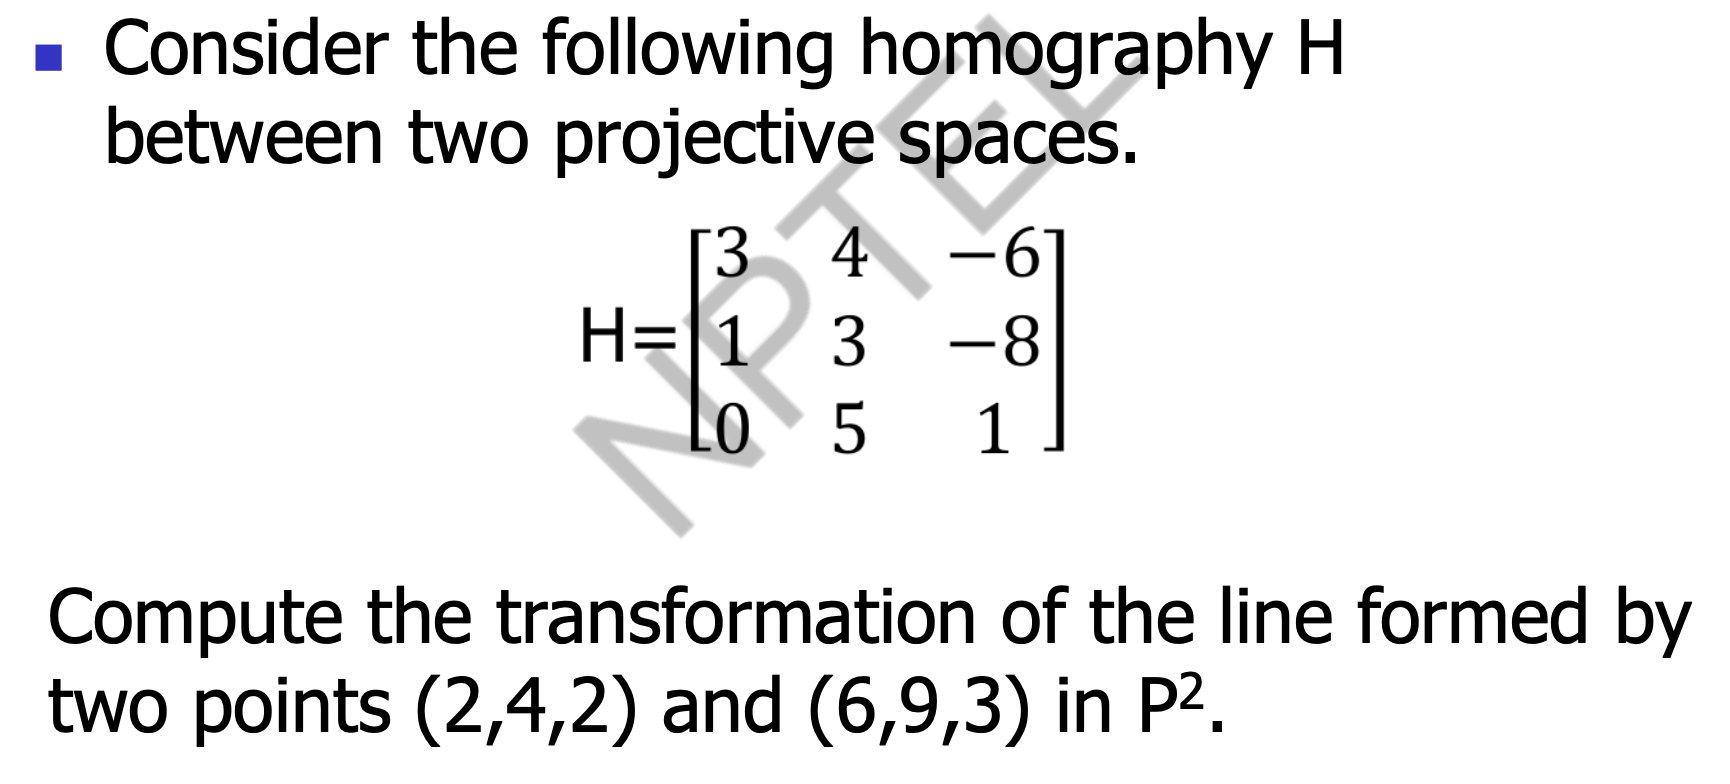 Consider the following homography H
between two projective spaces.
NPTEL
H=[3 4 −6
1 3 −8
0 5 1]
Compute the transformation of the line formed by
two points (2,4,2) and (6,9,3) in P².